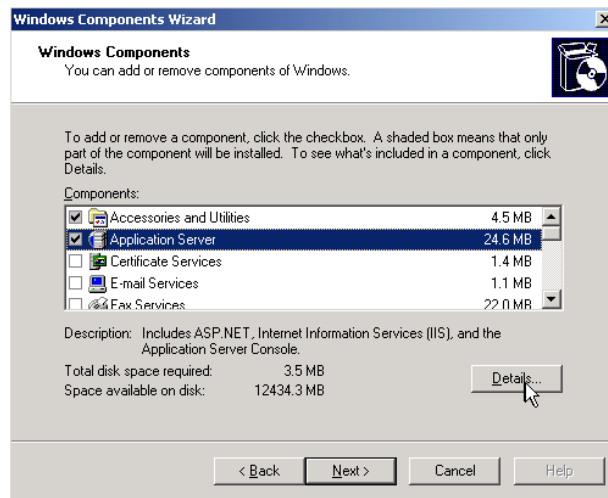 Windows Components Wizard
Windows Components
You can add or remove components of Windows.
To add or remove a component, click the checkbox. A shaded box means that only
part of the component will be installed. To see what's included in a component, click
Details.
Components:
Accessories and Utilities 4.5 MB
Application Server 24.6 MB
Certificate Services 1.4 MB
E-mail Services 1.1 MB
Fax Services 22.0 MB
Description: Includes ASP.NET, Internet Information Services (IIS), and the
Application Server Console.
Total disk space required: 3.5 MB
Space available on disk: 12434.3 MB
Details...
< Back Next > Cancel Help